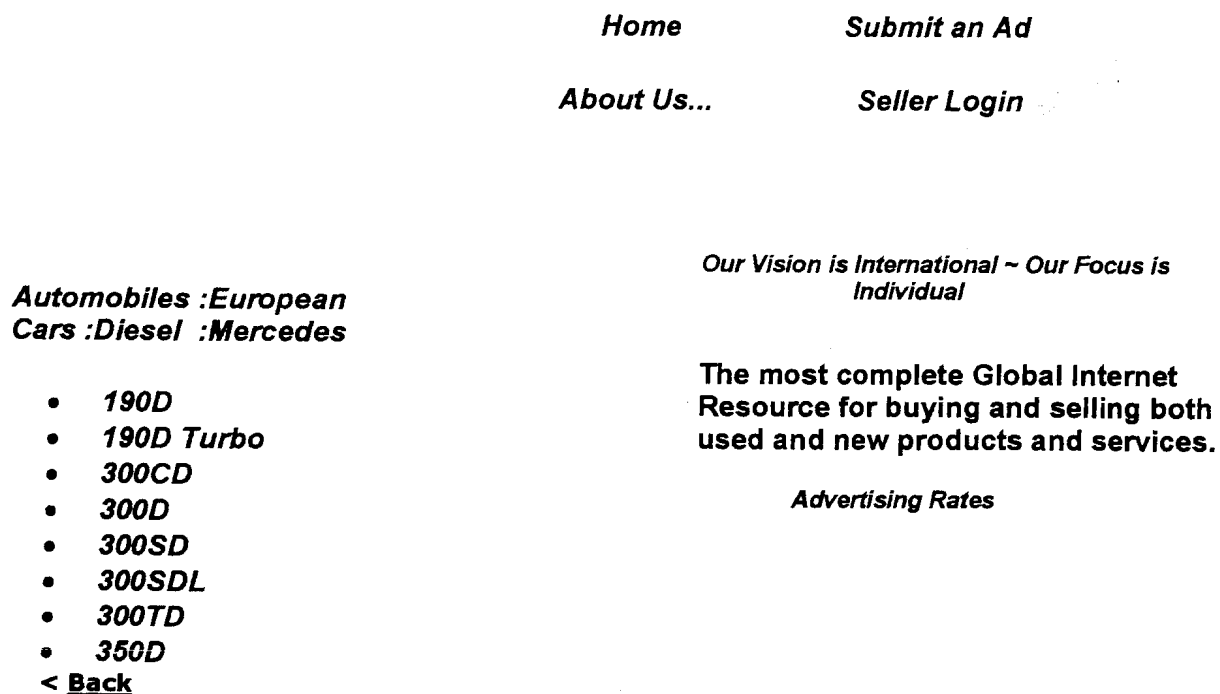 Home Submit an Ad
About Us... Seller Login
Our Vision is International ~ Our Focus is
Individual
Automobiles :European
Cars :Diesel :Mercedes
The most complete Global Internet
Resource for buying and selling both
used and new products and services.
Advertising Rates
• 190D
• 190D Turbo
• 300CD
• 300D
• 300SD
• 300SDL
• 300TD
• 350D
< Back